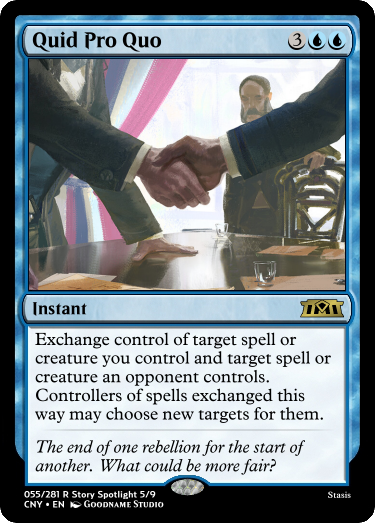 Quid Pro Quo 3
Instant
Exchange control of target spell or
creature you control and target spell or
creature an opponent controls.
Controllers of spells exchanged this
way may choose new targets for them.
The end of one rebellion for the start of
another. What could be more fair?
055/281 R Story Spotlight 5/9
Stasis
CNY • EN Goodname Studio